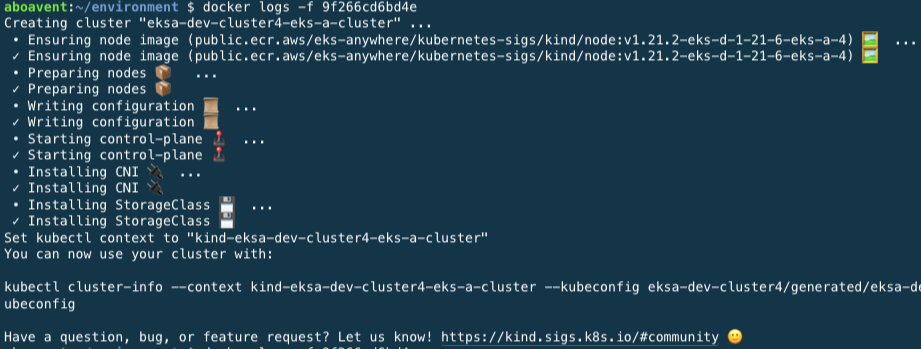 aboavent:~/environment $ docker logs -f 9f266cd6bd4e
Creating cluster "eksa-dev-cluster4-eks-a-cluster" ...
• Ensuring node image (public.ecr.aws/eks-anywhere/kubernetes-sigs/kind/node:v1.21.2-eks-d-1-21-6-eks-a-4) 🖼 ...
✓ Ensuring node image (public.ecr.aws/eks-anywhere/kubernetes-sigs/kind/node:v1.21.2-eks-d-1-21-6-eks-a-4) 🖼
• Preparing nodes 📦 ...
✓ Preparing nodes 📦
• Writing configuration 📜 ...
✓ Writing configuration 📜
• Starting control-plane 🕹️ ...
✓ Starting control-plane 🕹️
• Installing CNI 🔌 ...
✓ Installing CNI 🔌
• Installing StorageClass 💾 ...
✓ Installing StorageClass 💾
Set kubectl context to "kind-eksa-dev-cluster4-eks-a-cluster"
You can now use your cluster with:
kubectl cluster-info --context kind-eksa-dev-cluster4-eks-a-cluster --kubeconfig eksa-dev-cluster4/generated/eksa-de
ubeconfig
Have a question, bug, or feature request? Let us know! https://kind.sigs.k8s.io/#community 🙂